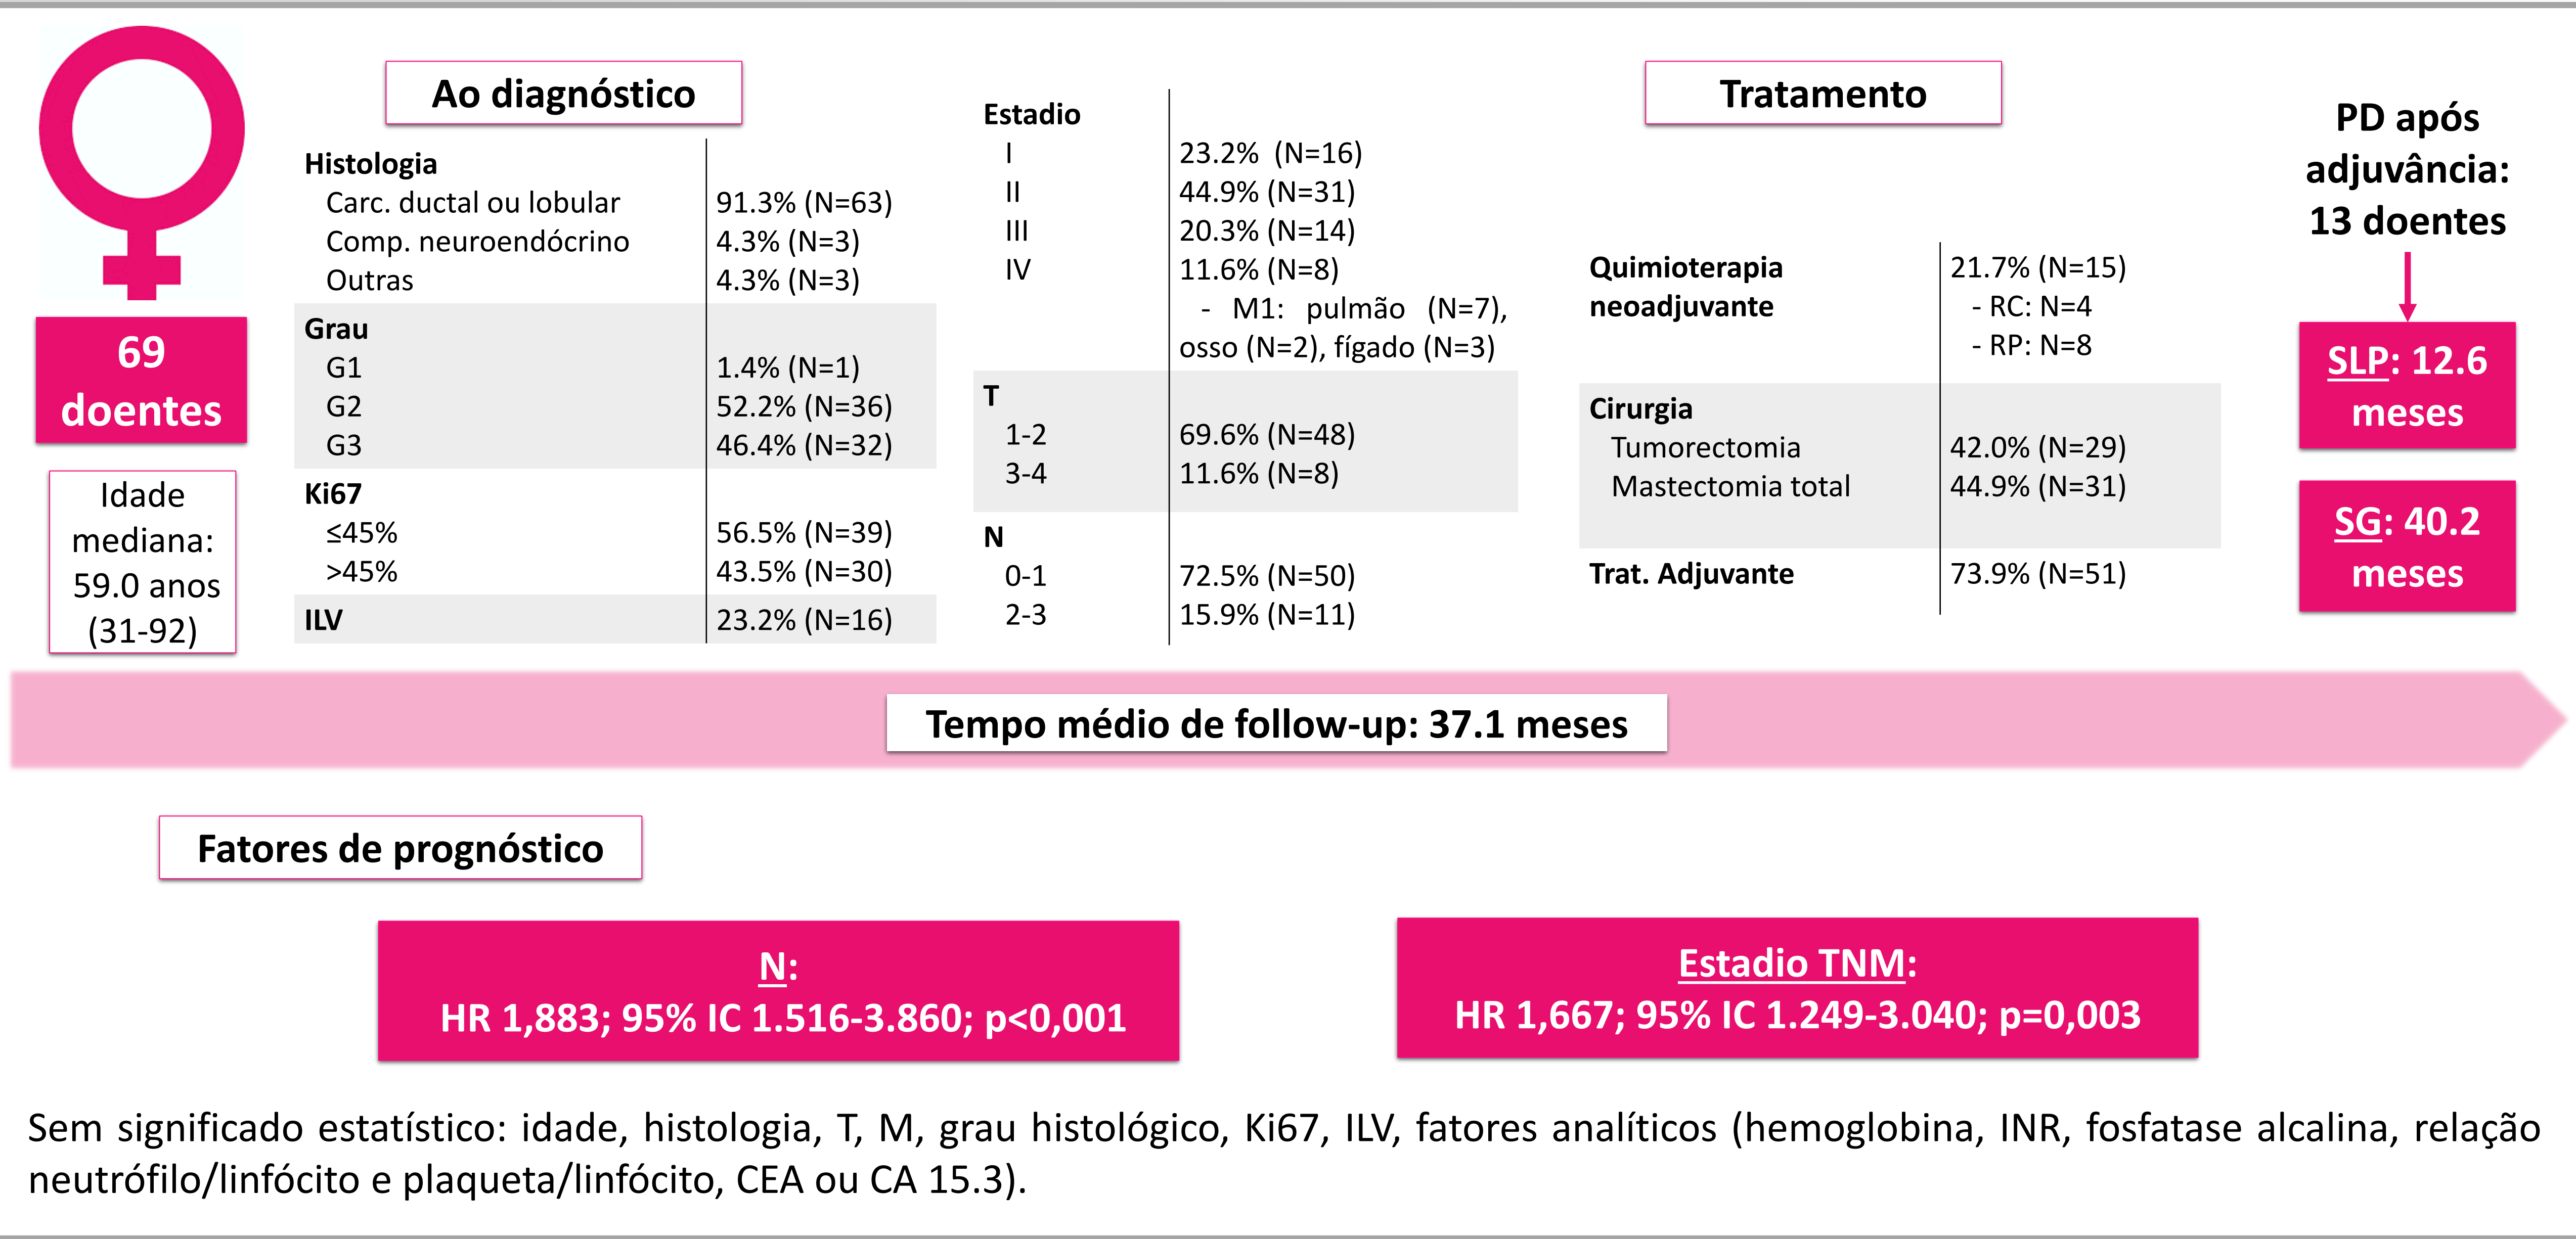 69
doentes
Idade
mediana:
59.0 anos
(31-92)
Ao diagnóstico
Histologia
Carc. ductal ou lobular 91.3% (N=63)
Comp. neuroendócrino 4.3% (N=3)
Outras 4.3% (N=3)
Grau
G1 1.4% (N=1)
G2 52.2% (N=36)
G3 46.4% (N=32)
Ki67
≤45% 56.5% (N=39)
>45% 43.5% (N=30)
ILV 23.2% (N=16)
Estadio
I 23.2% (N=16)
II 44.9% (N=31)
III 20.3% (N=14)
IV 11.6% (N=8)
- M1: pulmão (N=7),
osso (N=2), fígado (N=3)
T
1-2 69.6% (N=48)
3-4 11.6% (N=8)
N
0-1 72.5% (N=50)
2-3 15.9% (N=11)
Tratamento
Quimioterapia 21.7% (N=15)
neoadjuvante - RC: N=4
- RP: N=8
Cirurgia
Tumorectomia 42.0% (N=29)
Mastectomia total 44.9% (N=31)
Trat. Adjuvante 73.9% (N=51)
PD após
adjuvância:
13 doentes
SLP: 12.6
meses
SG: 40.2
meses
Tempo médio de follow-up: 37.1 meses
Fatores de prognóstico
N:
HR 1,883; 95% IC 1.516-3.860; p<0,001
Estadio TNM:
HR 1,667; 95% IC 1.249-3.040; p=0,003
Sem significado estatístico: idade, histologia, T, M, grau histológico, Ki67, ILV, fatores analíticos (hemoglobina, INR, fosfatase alcalina, relação
neutrófilo/linfócito e plaqueta/linfócito, CEA ou CA 15.3).